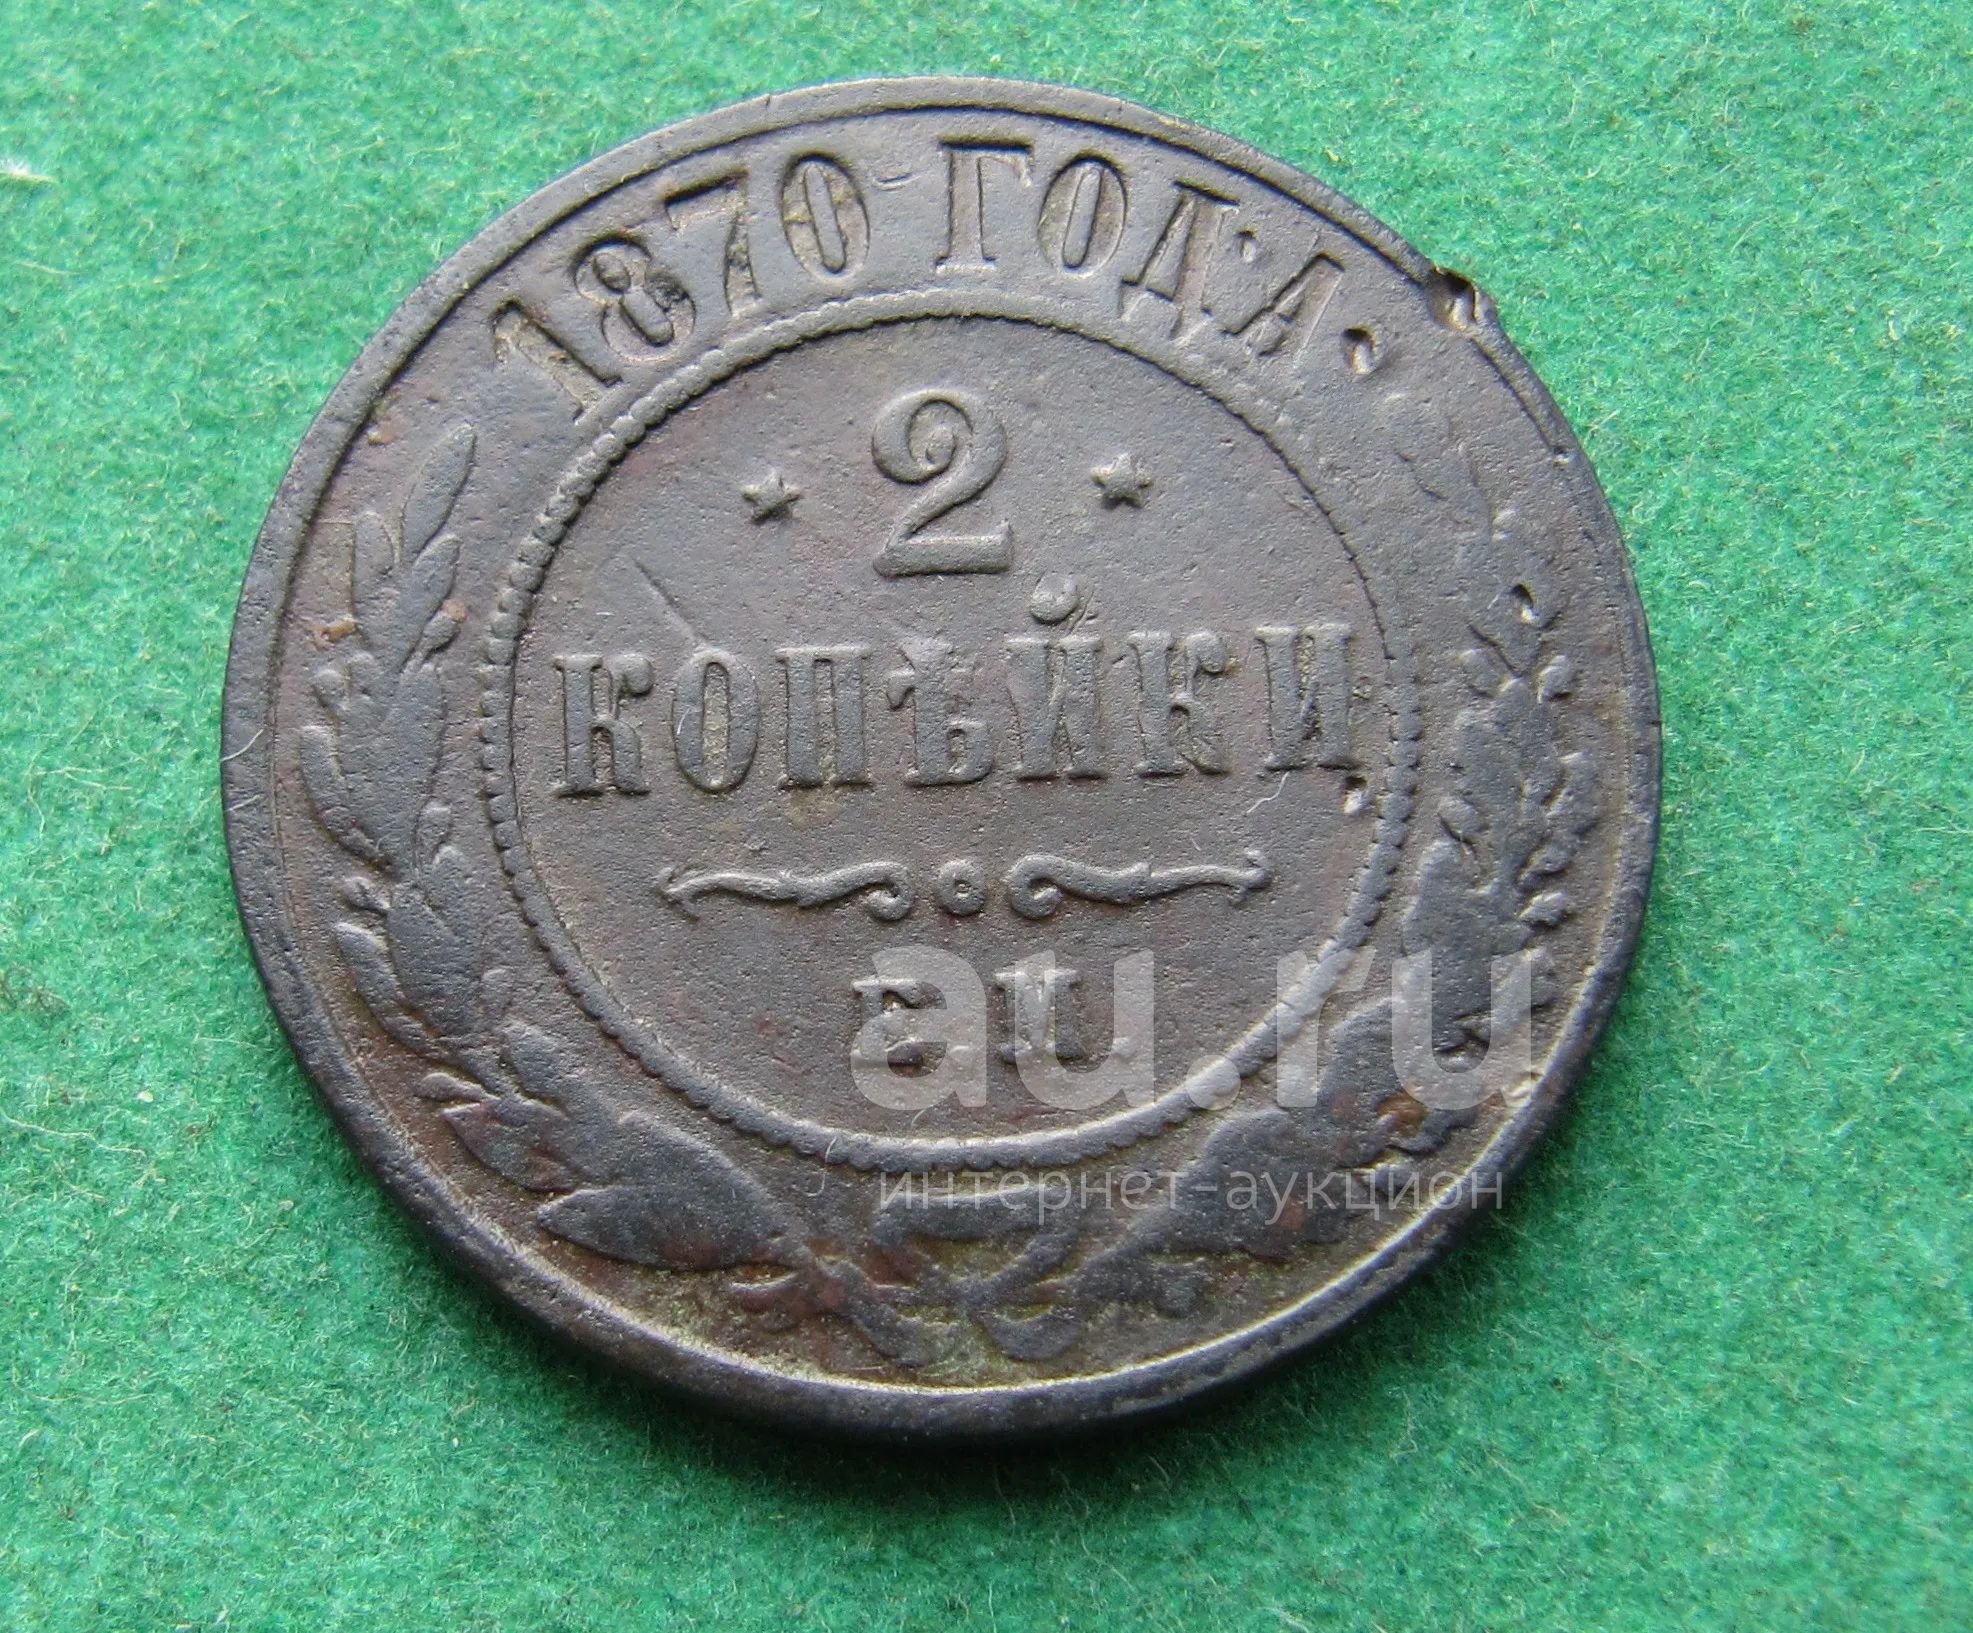 1870 ГОДА.
2
КОПѢЙКИ
Е.М.
au.ru
интернет-аукцион